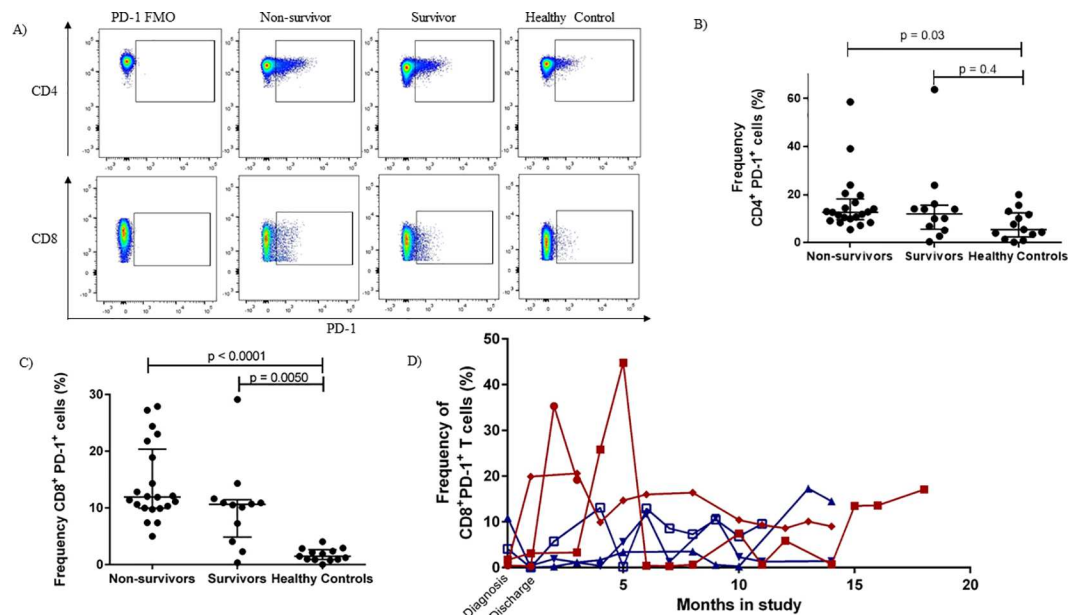 A)
PD-1 FMO Non-survivor Survivor Healthy Control
CD4
CD8
PD-1
B)
p = 0.03
p = 0.4
Frequency
CD4+ PD-1+ cells (%)
60
40
20
0
Non-survivors Survivors Healthy Controls
C)
p < 0.0001
p = 0.0050
Frequency CD8+ PD-1+ cells (%)
30
20
10
0
Non-survivors Survivors Healthy Controls
D)
Frequency of
CD8+PD-1+ T cells (%)
50
40
30
20
10
0
Diagnosis
Discharge
5 10 15 20
Months in study